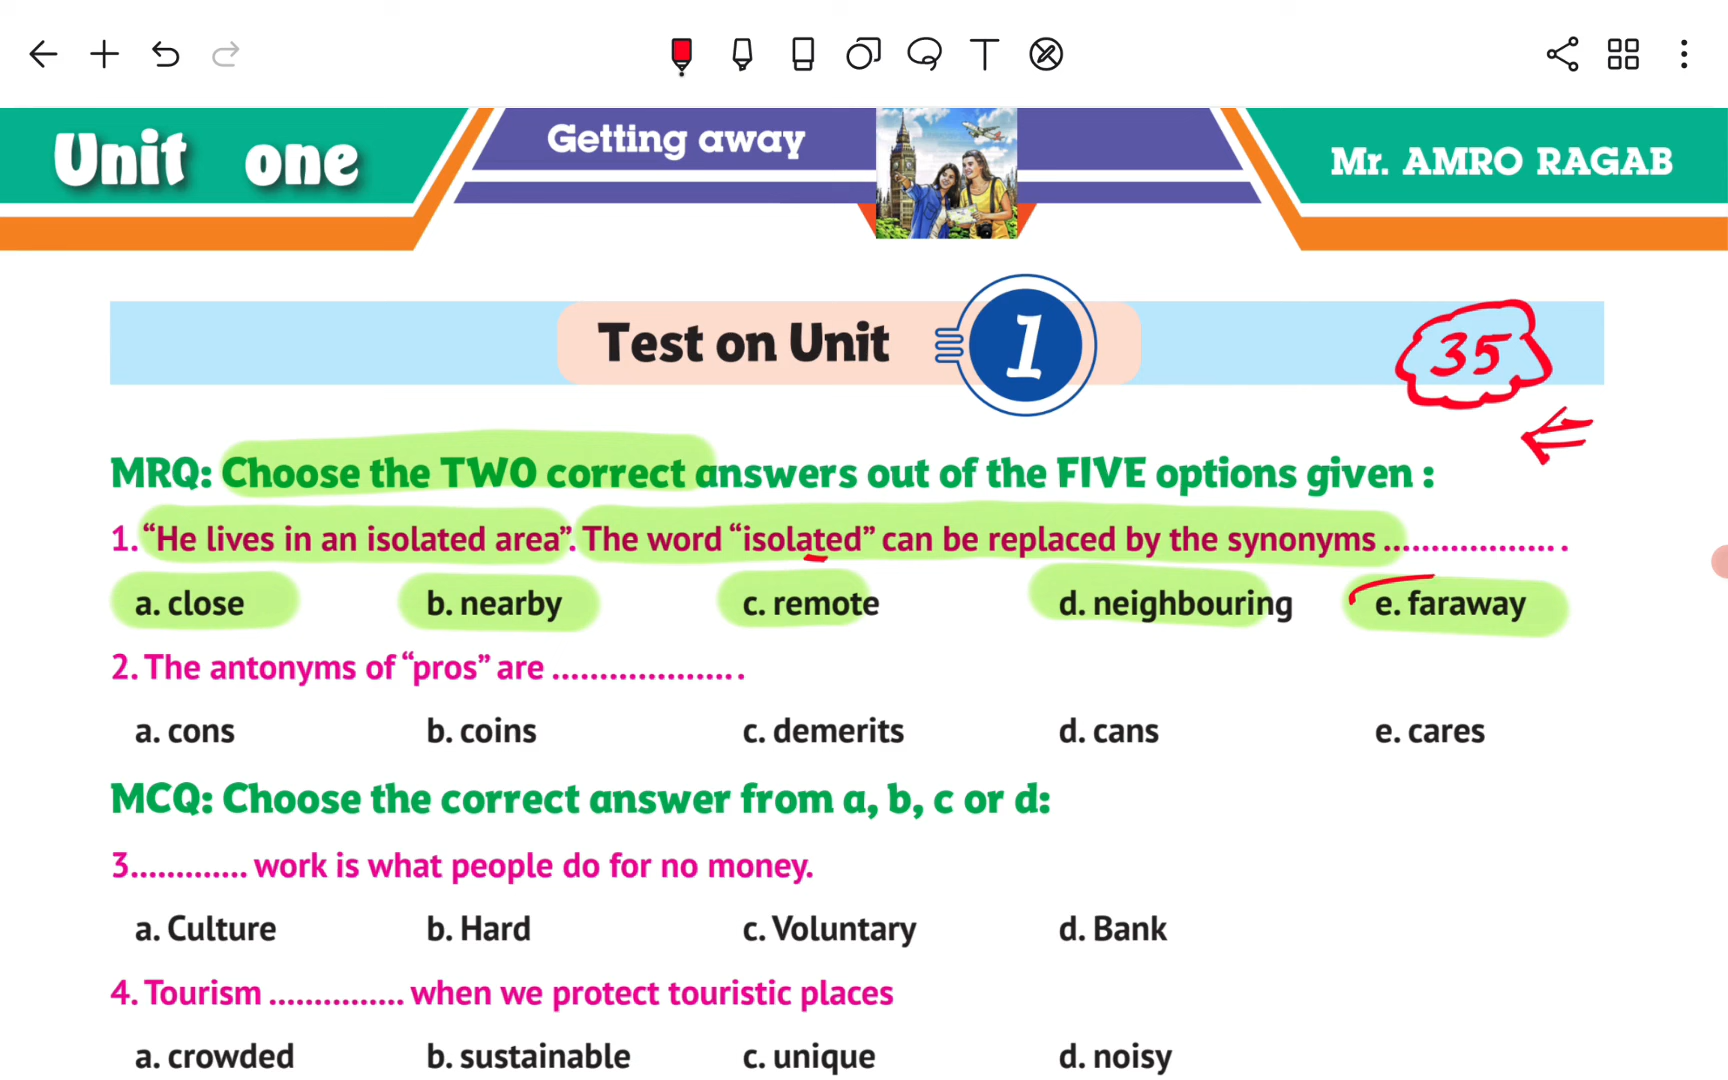 Unit one
Getting away
Mr. AMRO RAGAB
Test on Unit 1
35
MRQ: Choose the TWO correct answers out of the FIVE options given :
1. “He lives in an isolated area”. The word “isolated” can be replaced by the synonyms ................... .
a. close b. nearby c. remote d. neighbouring e. faraway
2. The antonyms of “pros” are .................... .
a. cons b. coins c. demerits d. cans e. cares
MCQ: Choose the correct answer from a, b, c or d:
3............. work is what people do for no money.
a. Culture b. Hard c. Voluntary d. Bank
4. Tourism ............... when we protect touristic places
a. crowded b. sustainable c. unique d. noisy